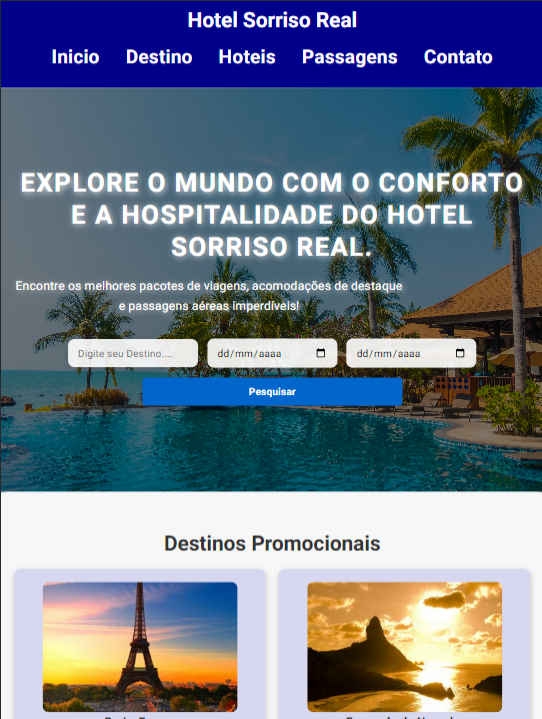 Hotel Sorriso Real
Inicio Destino Hoteis Passagens Contato
EXPLORE O MUNDO COM O CONFORTO
E A HOSPITALIDADE DO HOTEL
SORRISO REAL.
Encontre os melhores pacotes de viagens, acomodações de destaque
e passagens aéreas imperdíveis!
Digite seu Destino.... dd/mm/aaaa dd/mm/aaaa
Pesquisar
Destinos Promocionais